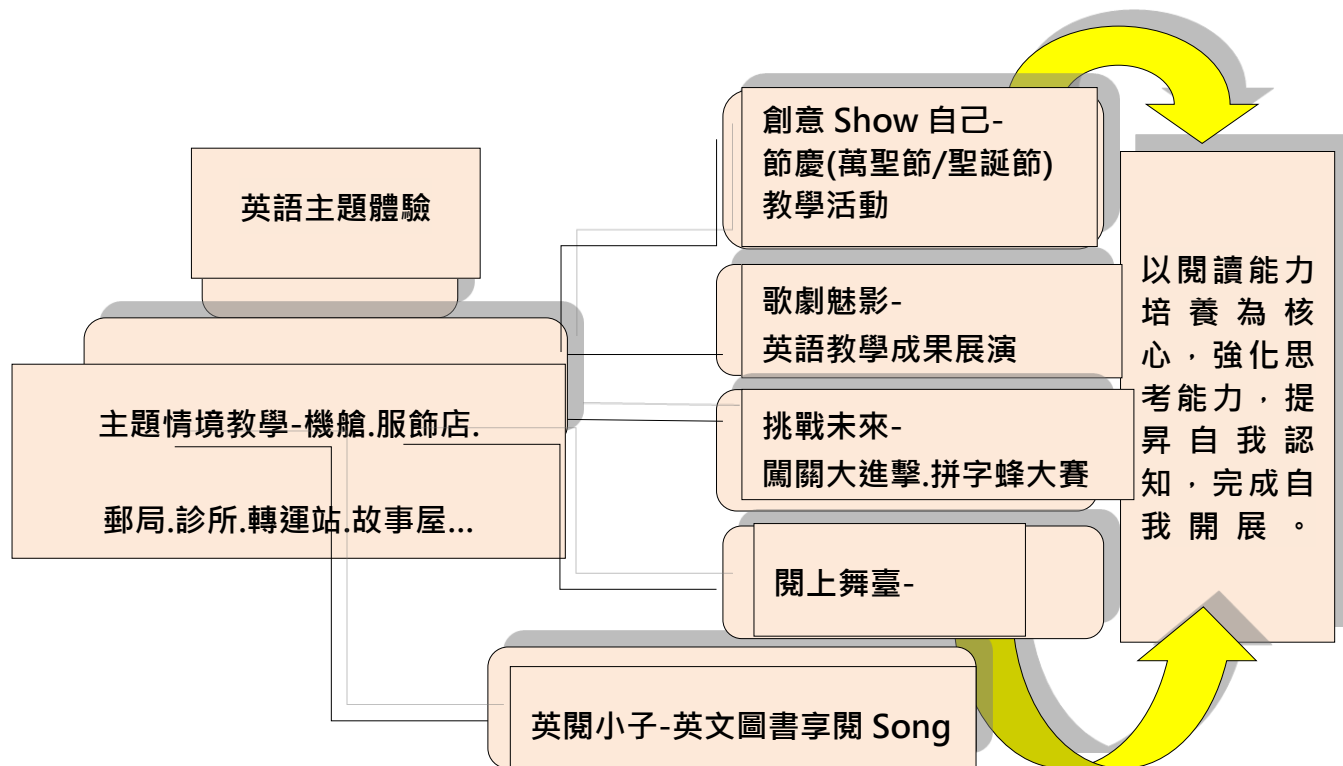 英語主題體驗
主題情境教學-機艙.服飾店.
郵局.診所.轉運站.故事屋...
創意 Show 自己-
節慶(萬聖節/聖誕節)
教學活動
歌劇魅影-
英語教學成果展演
挑戰未來-
闖關大進擊.拼字蜂大賽
閱上舞臺-
英閱小子-英文圖書享閱 Song
以閱讀能力
培養為核
心，強化思
考能力，提
昇自我認
知，完成自
我開展。